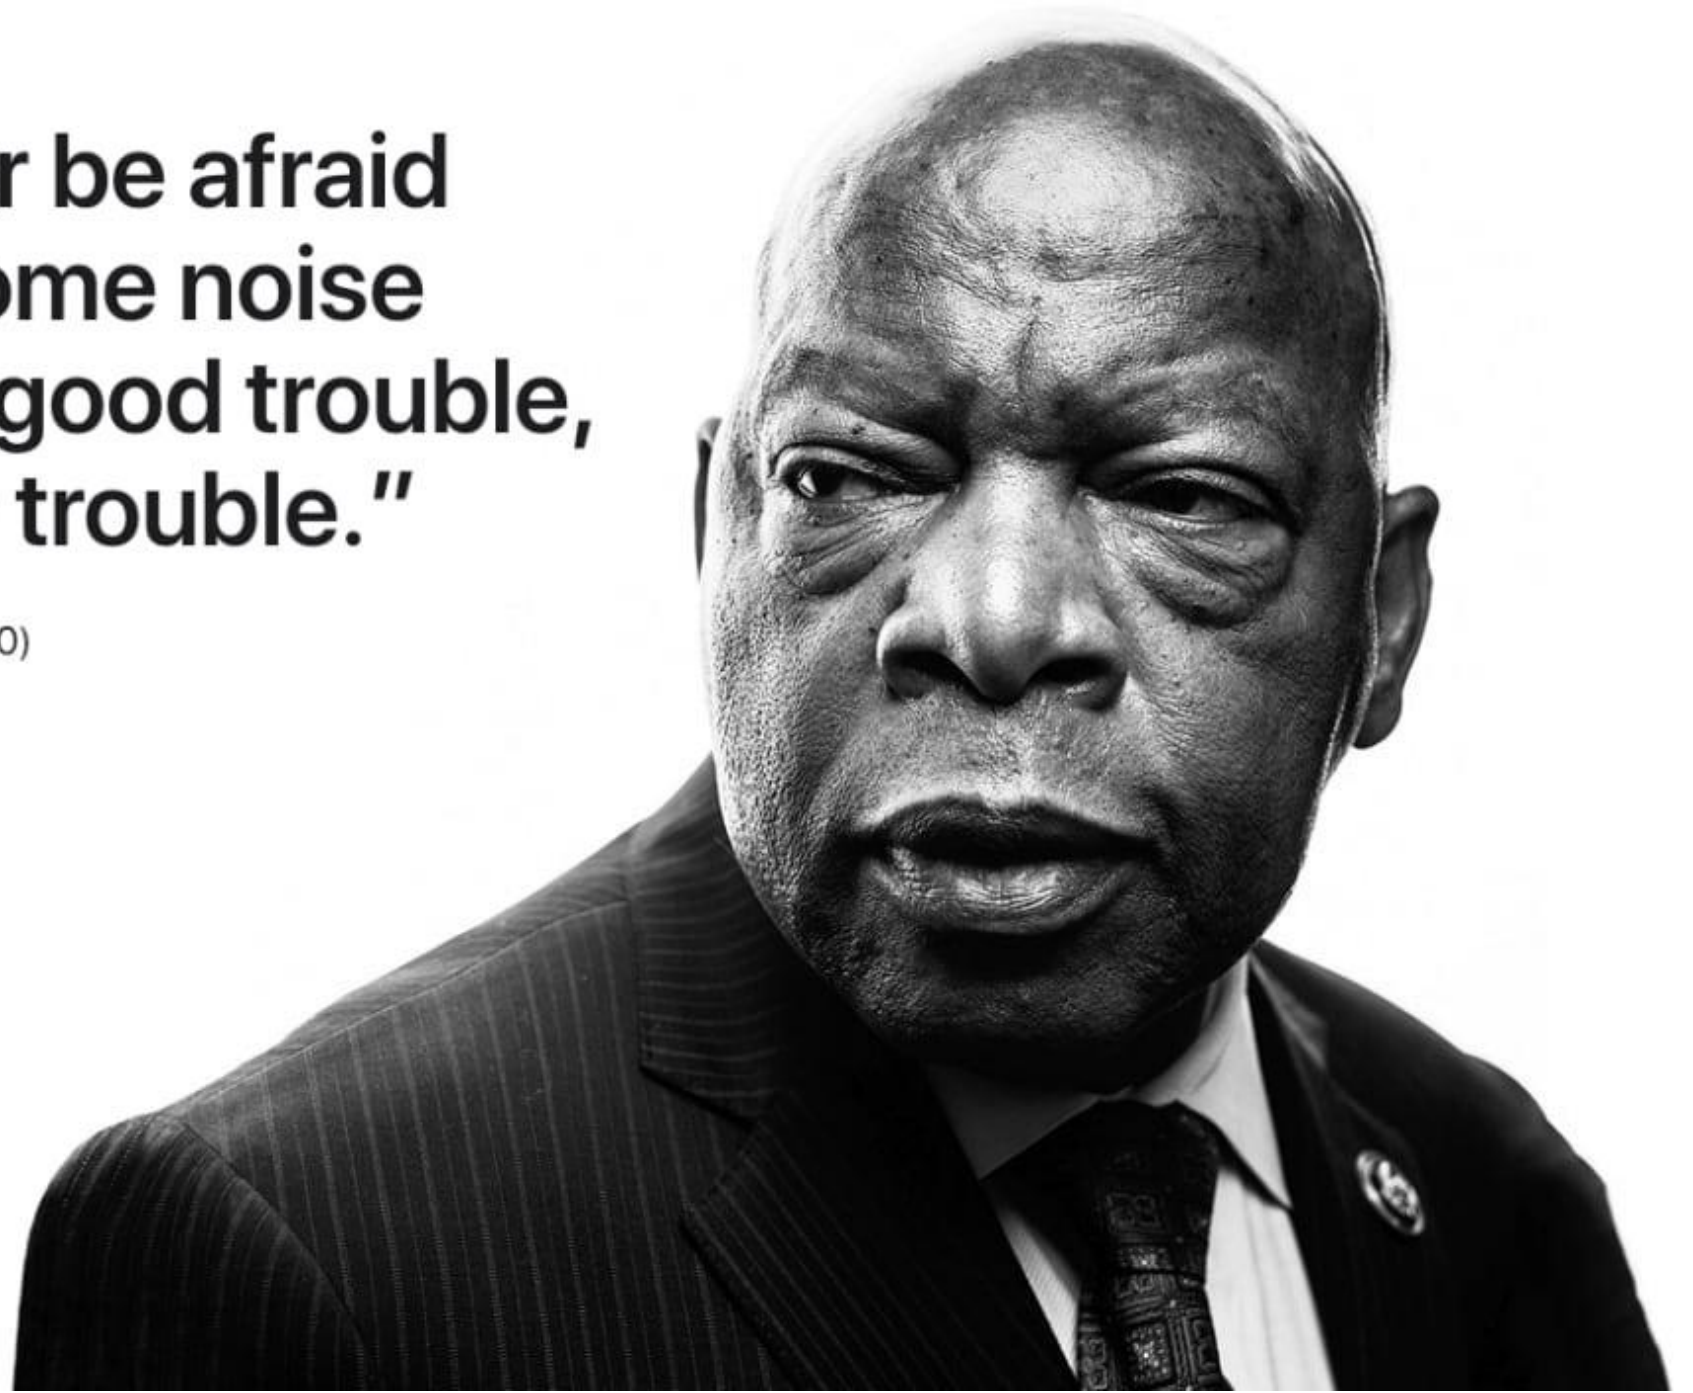 r be afraid
ome noise
good trouble,
trouble.”
0)